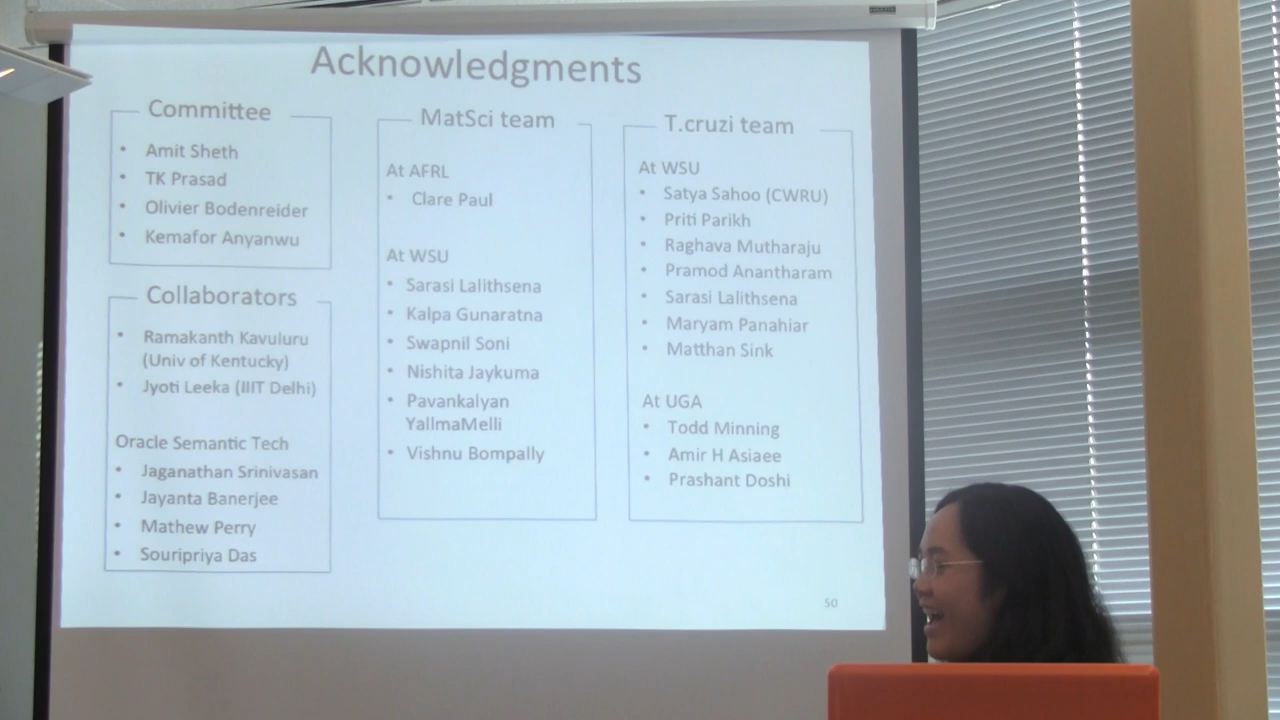 Acknowledgments
Committee
• Amit Sheth
• TK Prasad
• Olivier Bodenreider
• Kemafor Anyanwu
Collaborators
• Ramakanth Kavuluru
(Univ of Kentucky)
• Jyoti Leeka (IIIT Delhi)
Oracle Semantic Tech
• Jaganathan Srinivasan
• Jayanta Banerjee
• Mathew Perry
• Souripriya Das
MatSci team
At AFRL
• Clare Paul
At WSU
• Sarasi Lalithsena
• Kalpa Gunaratna
• Swapnil Soni
• Nishita Jaykuma
• Pavankalyan
YallmaMelli
• Vishnu Bompally
T.cruzi team
At WSU
• Satya Sahoo (CWRU)
• Priti Parikh
• Raghava Mutharaju
• Pramod Anantharam
• Sarasi Lalithsena
• Maryam Panahiar
• Matthan Sink
At UGA
• Todd Minning
• Amir H Asiaee
• Prashant Doshi
50